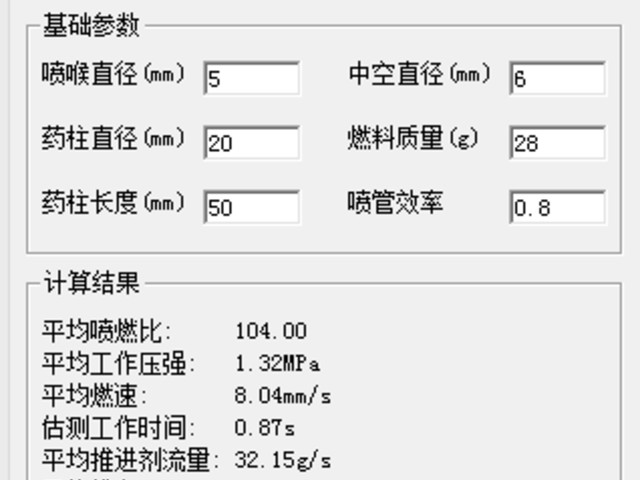 基础参数
喷喉直径(mm) 5 中空直径(mm) 6
药柱直径(mm) 20 燃料质量(g) 28
药柱长度(mm) 50 喷管效率 0.8
计算结果
平均喷燃比: 104.00
平均工作压强: 1.32MPa
平均燃速: 8.04mm/s
估测工作时间: 0.87s
平均推进剂流量: 32.15g/s